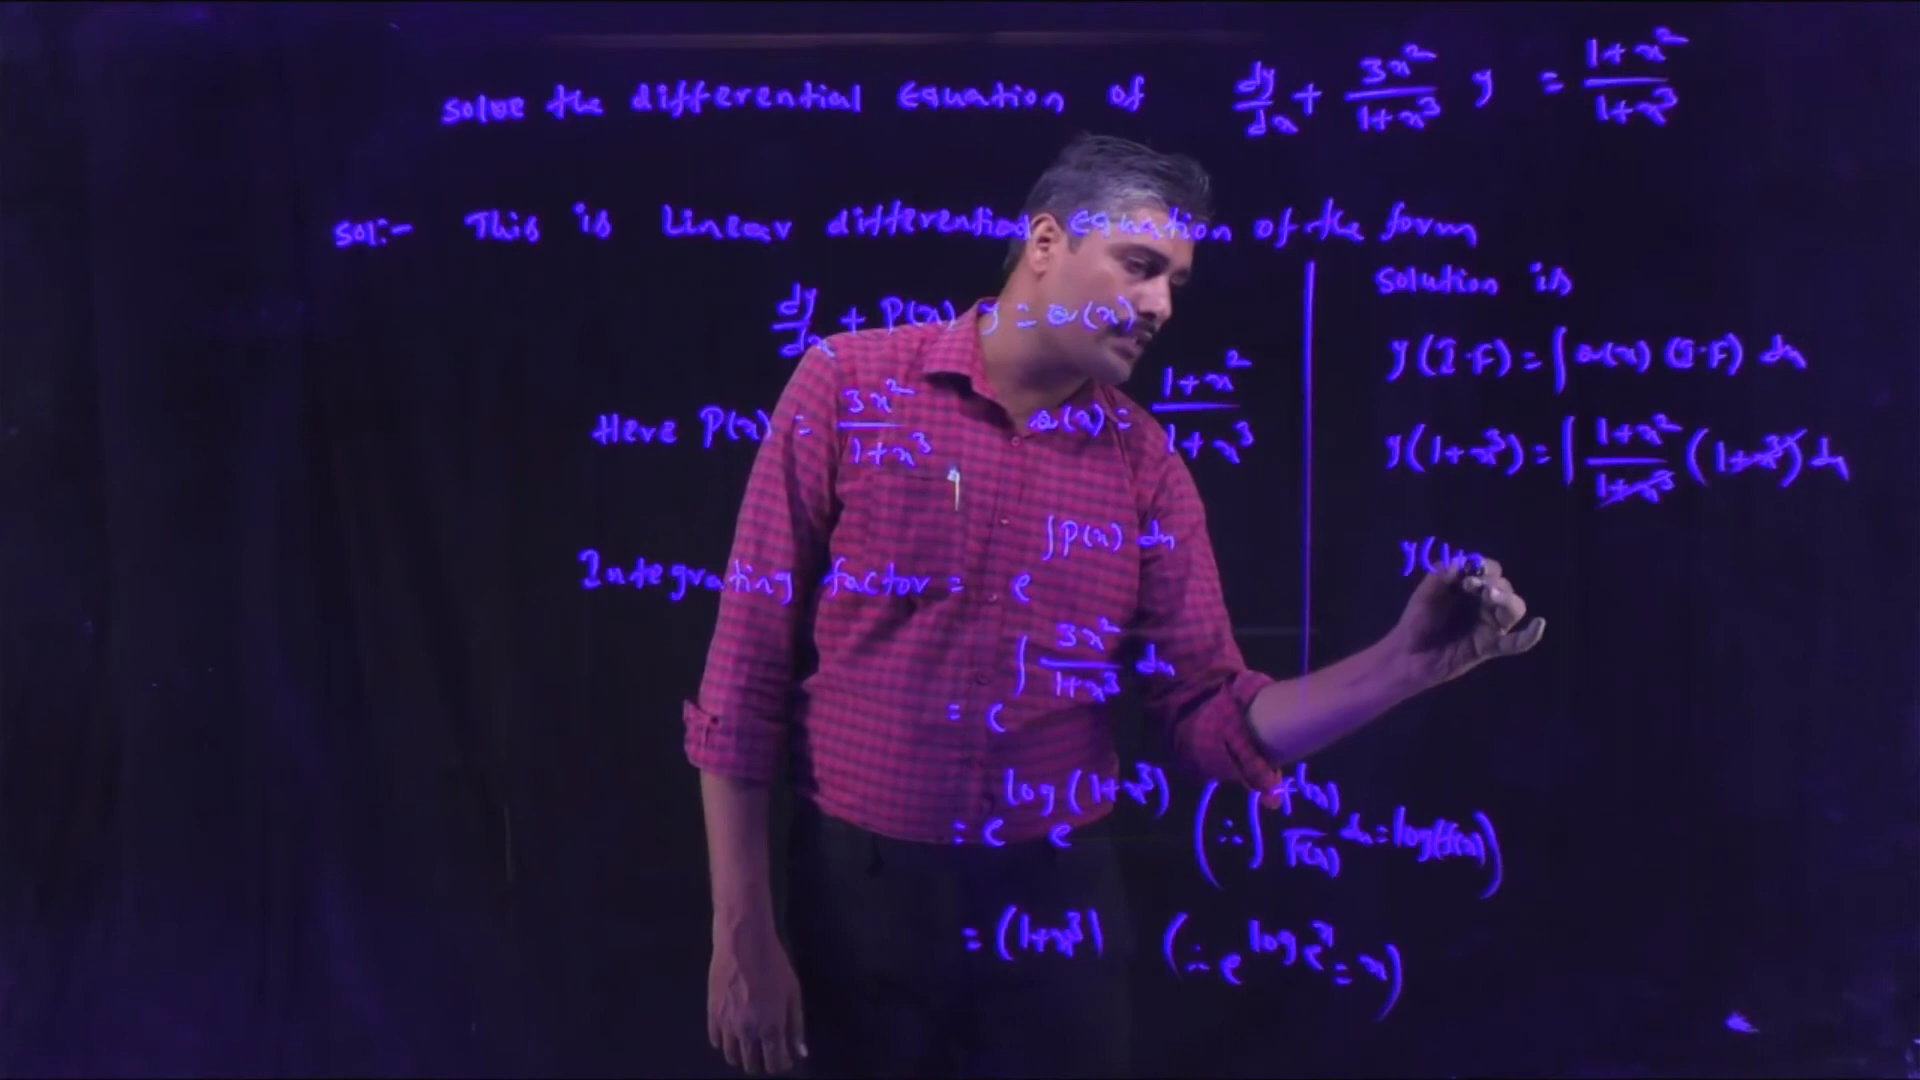 solve the differential Equation of dy/dx + 3x²/1+x³ y = 1+x²/1+x³
Sol:- This is Linear differential equation of the form
dy/dx + P(x) y = Q(x)
Here P(x) = 3x²/1+x³, Q(x) = 1+x²/1+x³
Integrating factor = e^∫P(x) dx
= e^∫ 3x²/1+x³ dx
= e^log e (1+x³) (∴ ∫ f'(x)/f(x) dx = log(f(x)))
= (1+x³) (∴ e^log e^x = x)
Solution is
y(I.F) = ∫Q(x) (I.F) dx
y(1+x³) = ∫ 1+x²/1+x³ (1+x³) dx
y(1+x